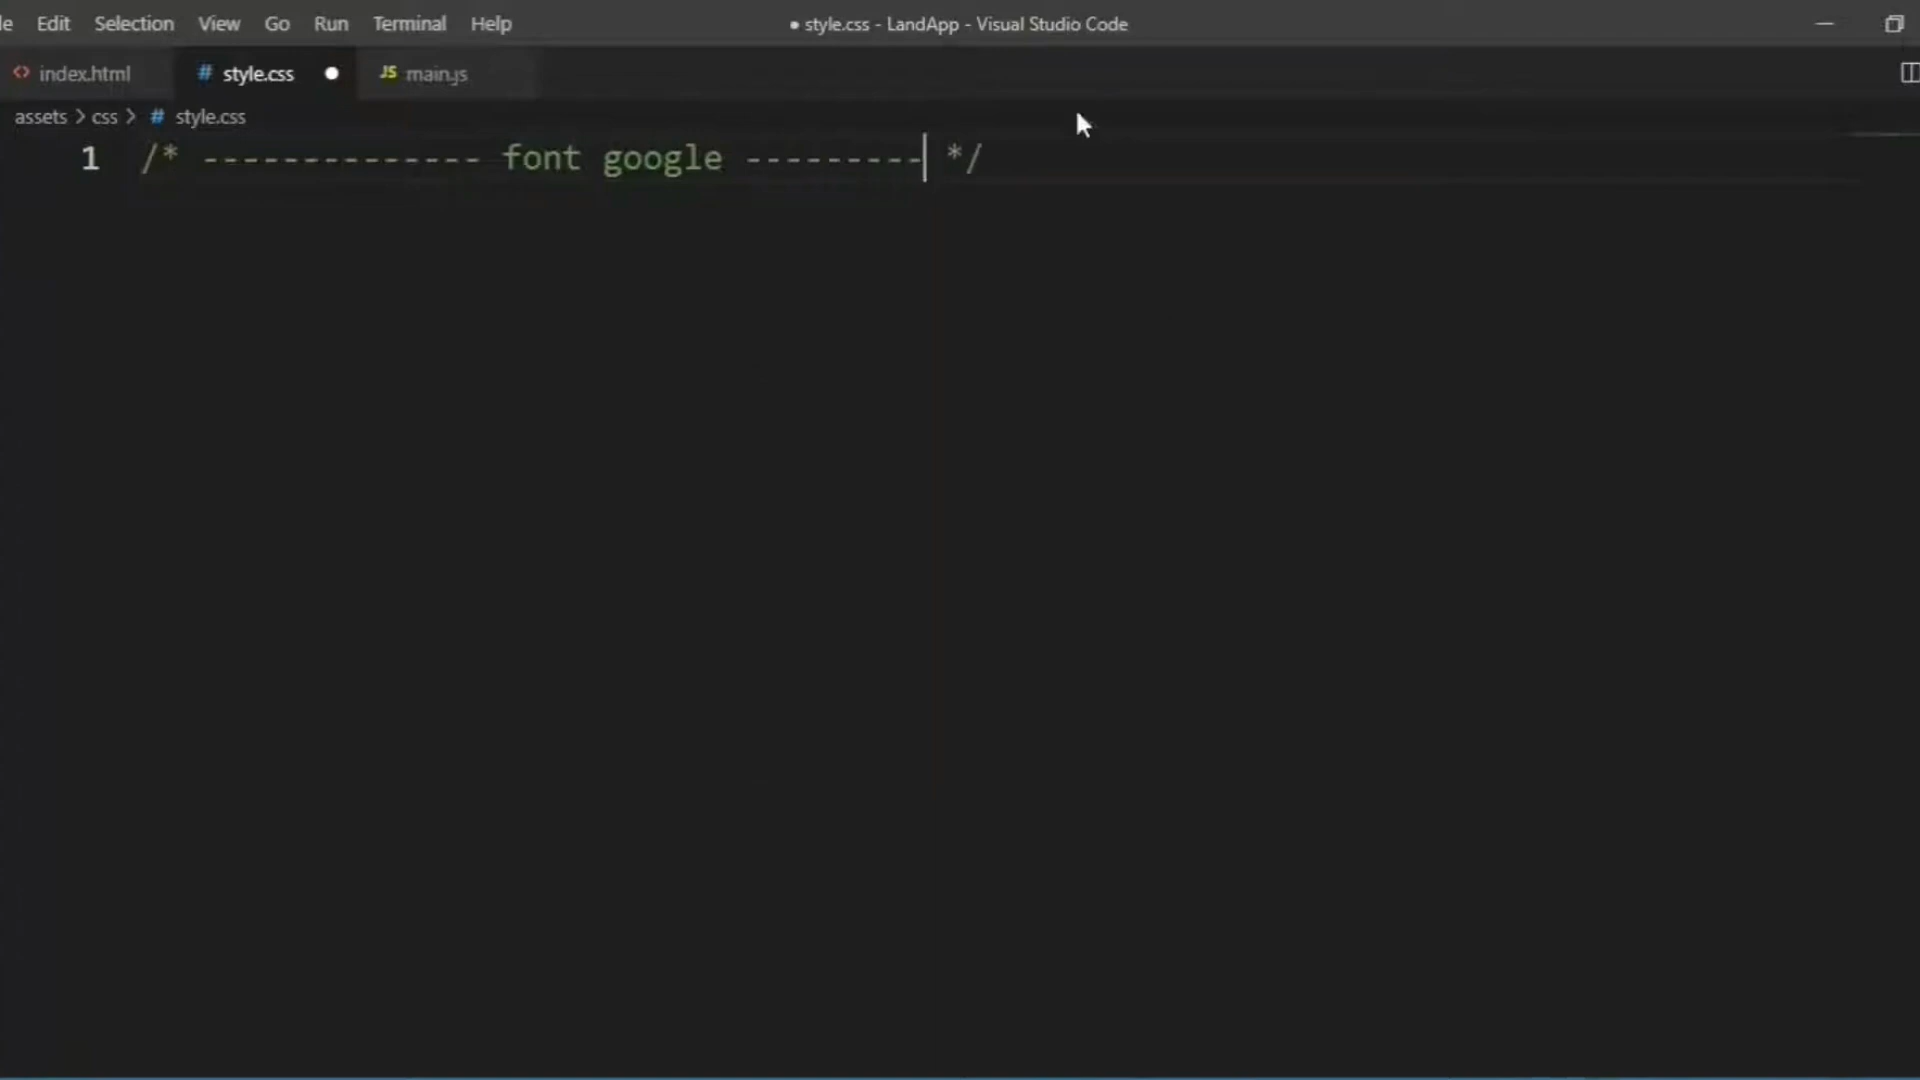 Edit Selection View Go Run Terminal Help ● style.css - LandApp - Visual Studio Code
<> index.html # style.css ● JS main.js
assets > css > # style.css
1 /* -------------- font google --------- */